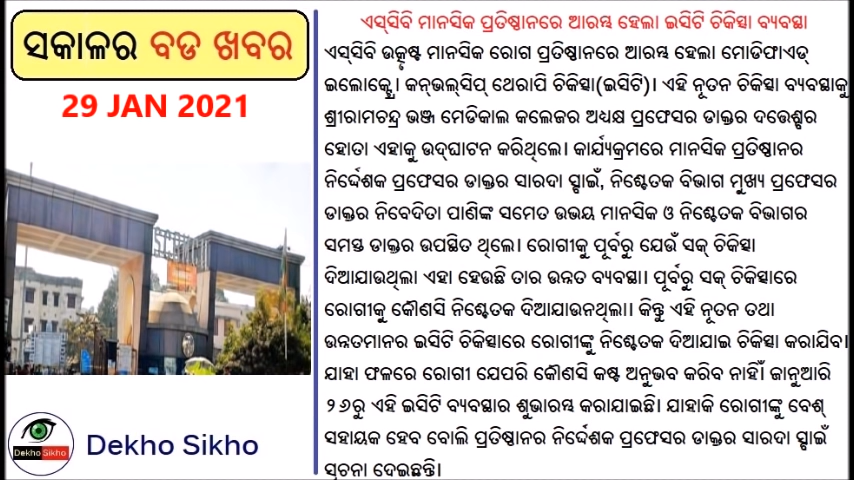 ସକାଳର ବଡ ଖବର
29 JAN 2021
Dekho Sikho
Dekho Sikho
ଏସ୍‌ସିବି ମାନସିକ ପ୍ରତିଷ୍ଠାନରେ ଆରମ୍ଭ ହେଲା ଇସିଟି ଚିକିତ୍ସା ବ୍ୟବସ୍ଥା
ଏସ୍‌ସିବି ଉତ୍କୃଷ୍ଟ ମାନସିକ ରୋଗ ପ୍ରତିଷ୍ଠାନରେ ଆରମ୍ଭ ହେଲା ମୋଡିଫାଏଡ୍
ଇଲୋକ୍ଟ୍ରୋ କନ୍‌ଭଲ୍‌ସିପ୍ ଥେରାପି ଚିକିତ୍ସା(ଇସିଟି)। ଏହି ନୂତନ ଚିକିତ୍ସା ବ୍ୟବସ୍ଥାକୁ
ଶ୍ରୀରାମଚନ୍ଦ୍ର ଭଞ୍ଜ ମେଡିକାଲ କଲେଜର ଅଧ୍ୟକ୍ଷ ପ୍ରଫେସର ଡାକ୍ତର ଦତ୍ତେଶ୍ବର
ହୋତା ଏହାକୁ ଉଦ୍‌ଘାଟନ କରିଥିଲେ। କାର୍ଯ୍ୟକ୍ରମରେ ମାନସିକ ପ୍ରତିଷ୍ଠାନର
ନିର୍ଦ୍ଦେଶକ ପ୍ରଫେସର ଡାକ୍ତର ସାରଦା ସ୍ବାଇଁ, ନିଶ୍ଚେତକ ବିଭାଗ ମୁଖ୍ୟ ପ୍ରଫେସର
ଡାକ୍ତର ନିବେଦିତା ପାଣିଙ୍କ ସମେତ ଉଭୟ ମାନସିକ ଓ ନିଶ୍ଚେତକ ବିଭାଗର
ସମସ୍ତ ଡାକ୍ତର ଉପସ୍ଥିତ ଥିଲେ। ରୋଗୀକୁ ପୂର୍ବରୁ ଯେଉଁ ସକ୍ ଚିକିତ୍ସା
ଦିଆଯାଉଥିଲା ଏହା ହେଉଛି ତାର ଉନ୍ନତ ବ୍ୟବସ୍ଥା। ପୂର୍ବରୁ ସକ୍ ଚିକିତ୍ସାରେ
ରୋଗୀକୁ କୌଣସି ନିଶ୍ଚେତକ ଦିଆଯାଉନଥିଲା। କିନ୍ତୁ ଏହି ନୂତନ ତଥା
ଉନ୍ନତମାନର ଇସିଟି ଚିକିତ୍ସାରେ ରୋଗୀଙ୍କୁ ନିଶ୍ଚେତକ ଦିଆଯାଇ ଚିକିତ୍ସା କରାଯିବ।
ଯାହା ଫଳରେ ରୋଗୀ ଯେପରି କୌଣସି କଷ୍ଟ ଅନୁଭବ କରିବ ନାହିଁ। ଜାନୁଆରି
୨୬ରୁ ଏହି ଇସିଟି ବ୍ୟବସ୍ଥାର ଶୁଭାରମ୍ଭ କରାଯାଇଛି। ଯାହାକି ରୋଗୀଙ୍କୁ ବେଶ୍
ସହାୟକ ହେବ ବୋଲି ପ୍ରତିଷ୍ଠାନର ନିର୍ଦ୍ଦେଶକ ପ୍ରଫେସର ଡାକ୍ତର ସାରଦା ସ୍ବାଇଁ
ସୂଚନା ଦେଇଛନ୍ତି।